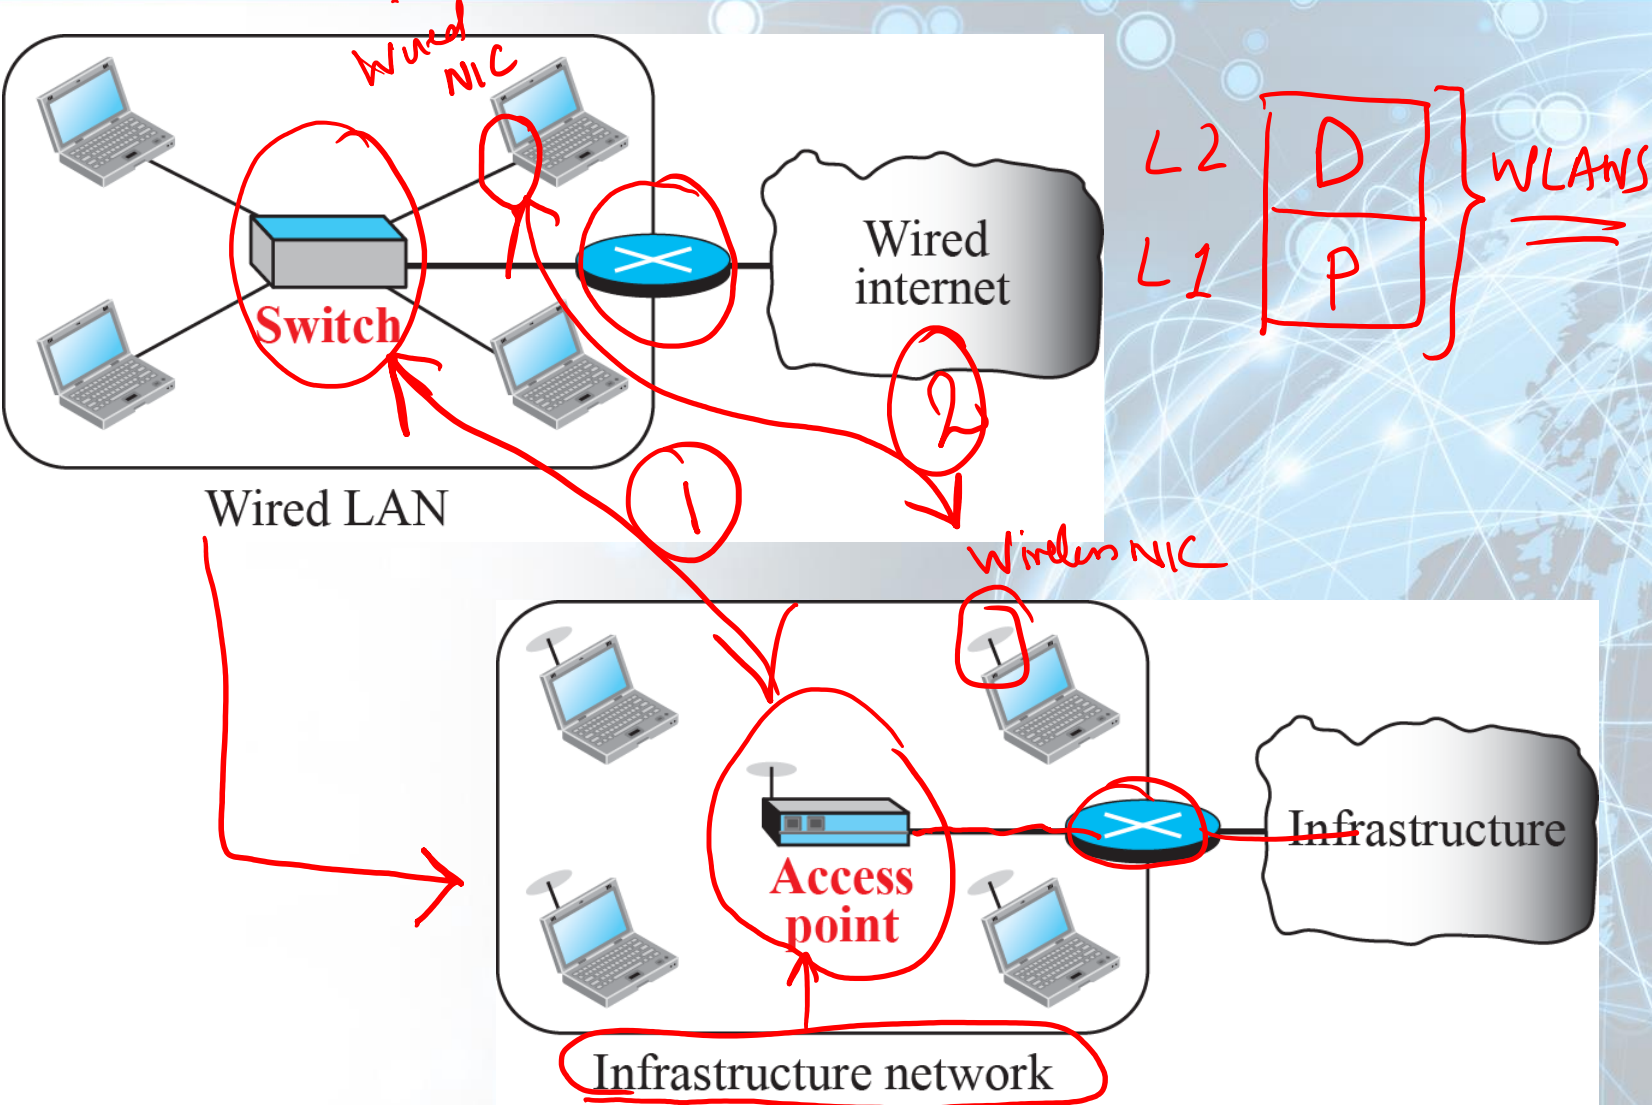 Wired
NIC
Switch
Wired
internet
L2 D
L1 P
WLANS
Wired LAN
1
2
Wireless NIC
Access
point
Infrastructure
Infrastructure network